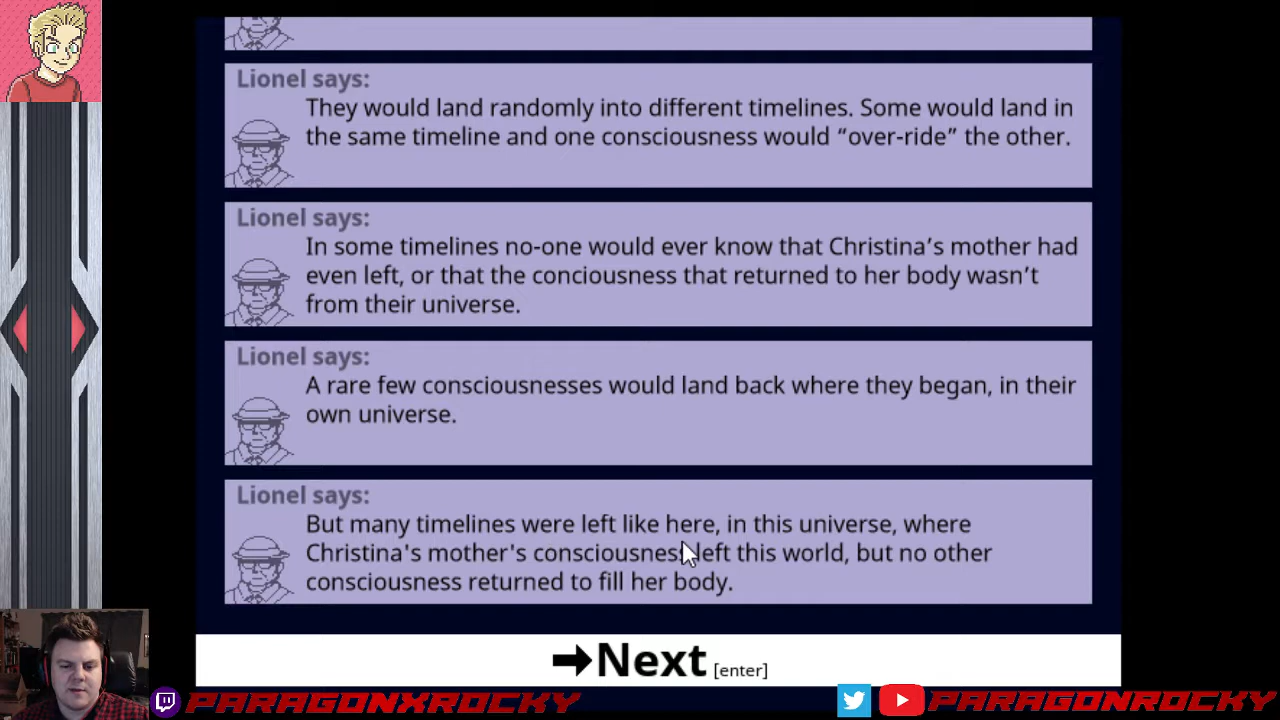 Lionel says:
They would land randomly into different timelines. Some would land in
the same timeline and one consciousness would “over-ride” the other.
Lionel says:
In some timelines no-one would ever know that Christina’s mother had
even left, or that the conciousness that returned to her body wasn’t
from their universe.
Lionel says:
A rare few consciousnesses would land back where they began, in their
own universe.
Lionel says:
But many timelines were left like here, in this universe, where
Christina's mother's consciousness left this world, but no other
consciousness returned to fill her body.
➡Next [enter]
PARAGONXROCKY
PARAGONXROCKY